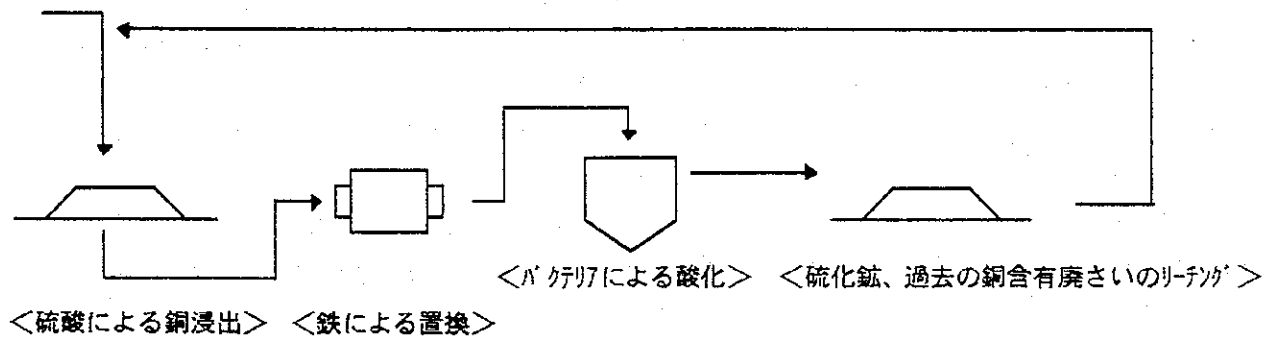 ＜バクテリアによる酸化＞ ＜硫化鉱、過去の銅含有廃さいのリーチング＞
＜硫酸による銅浸出＞ ＜鉄による置換＞